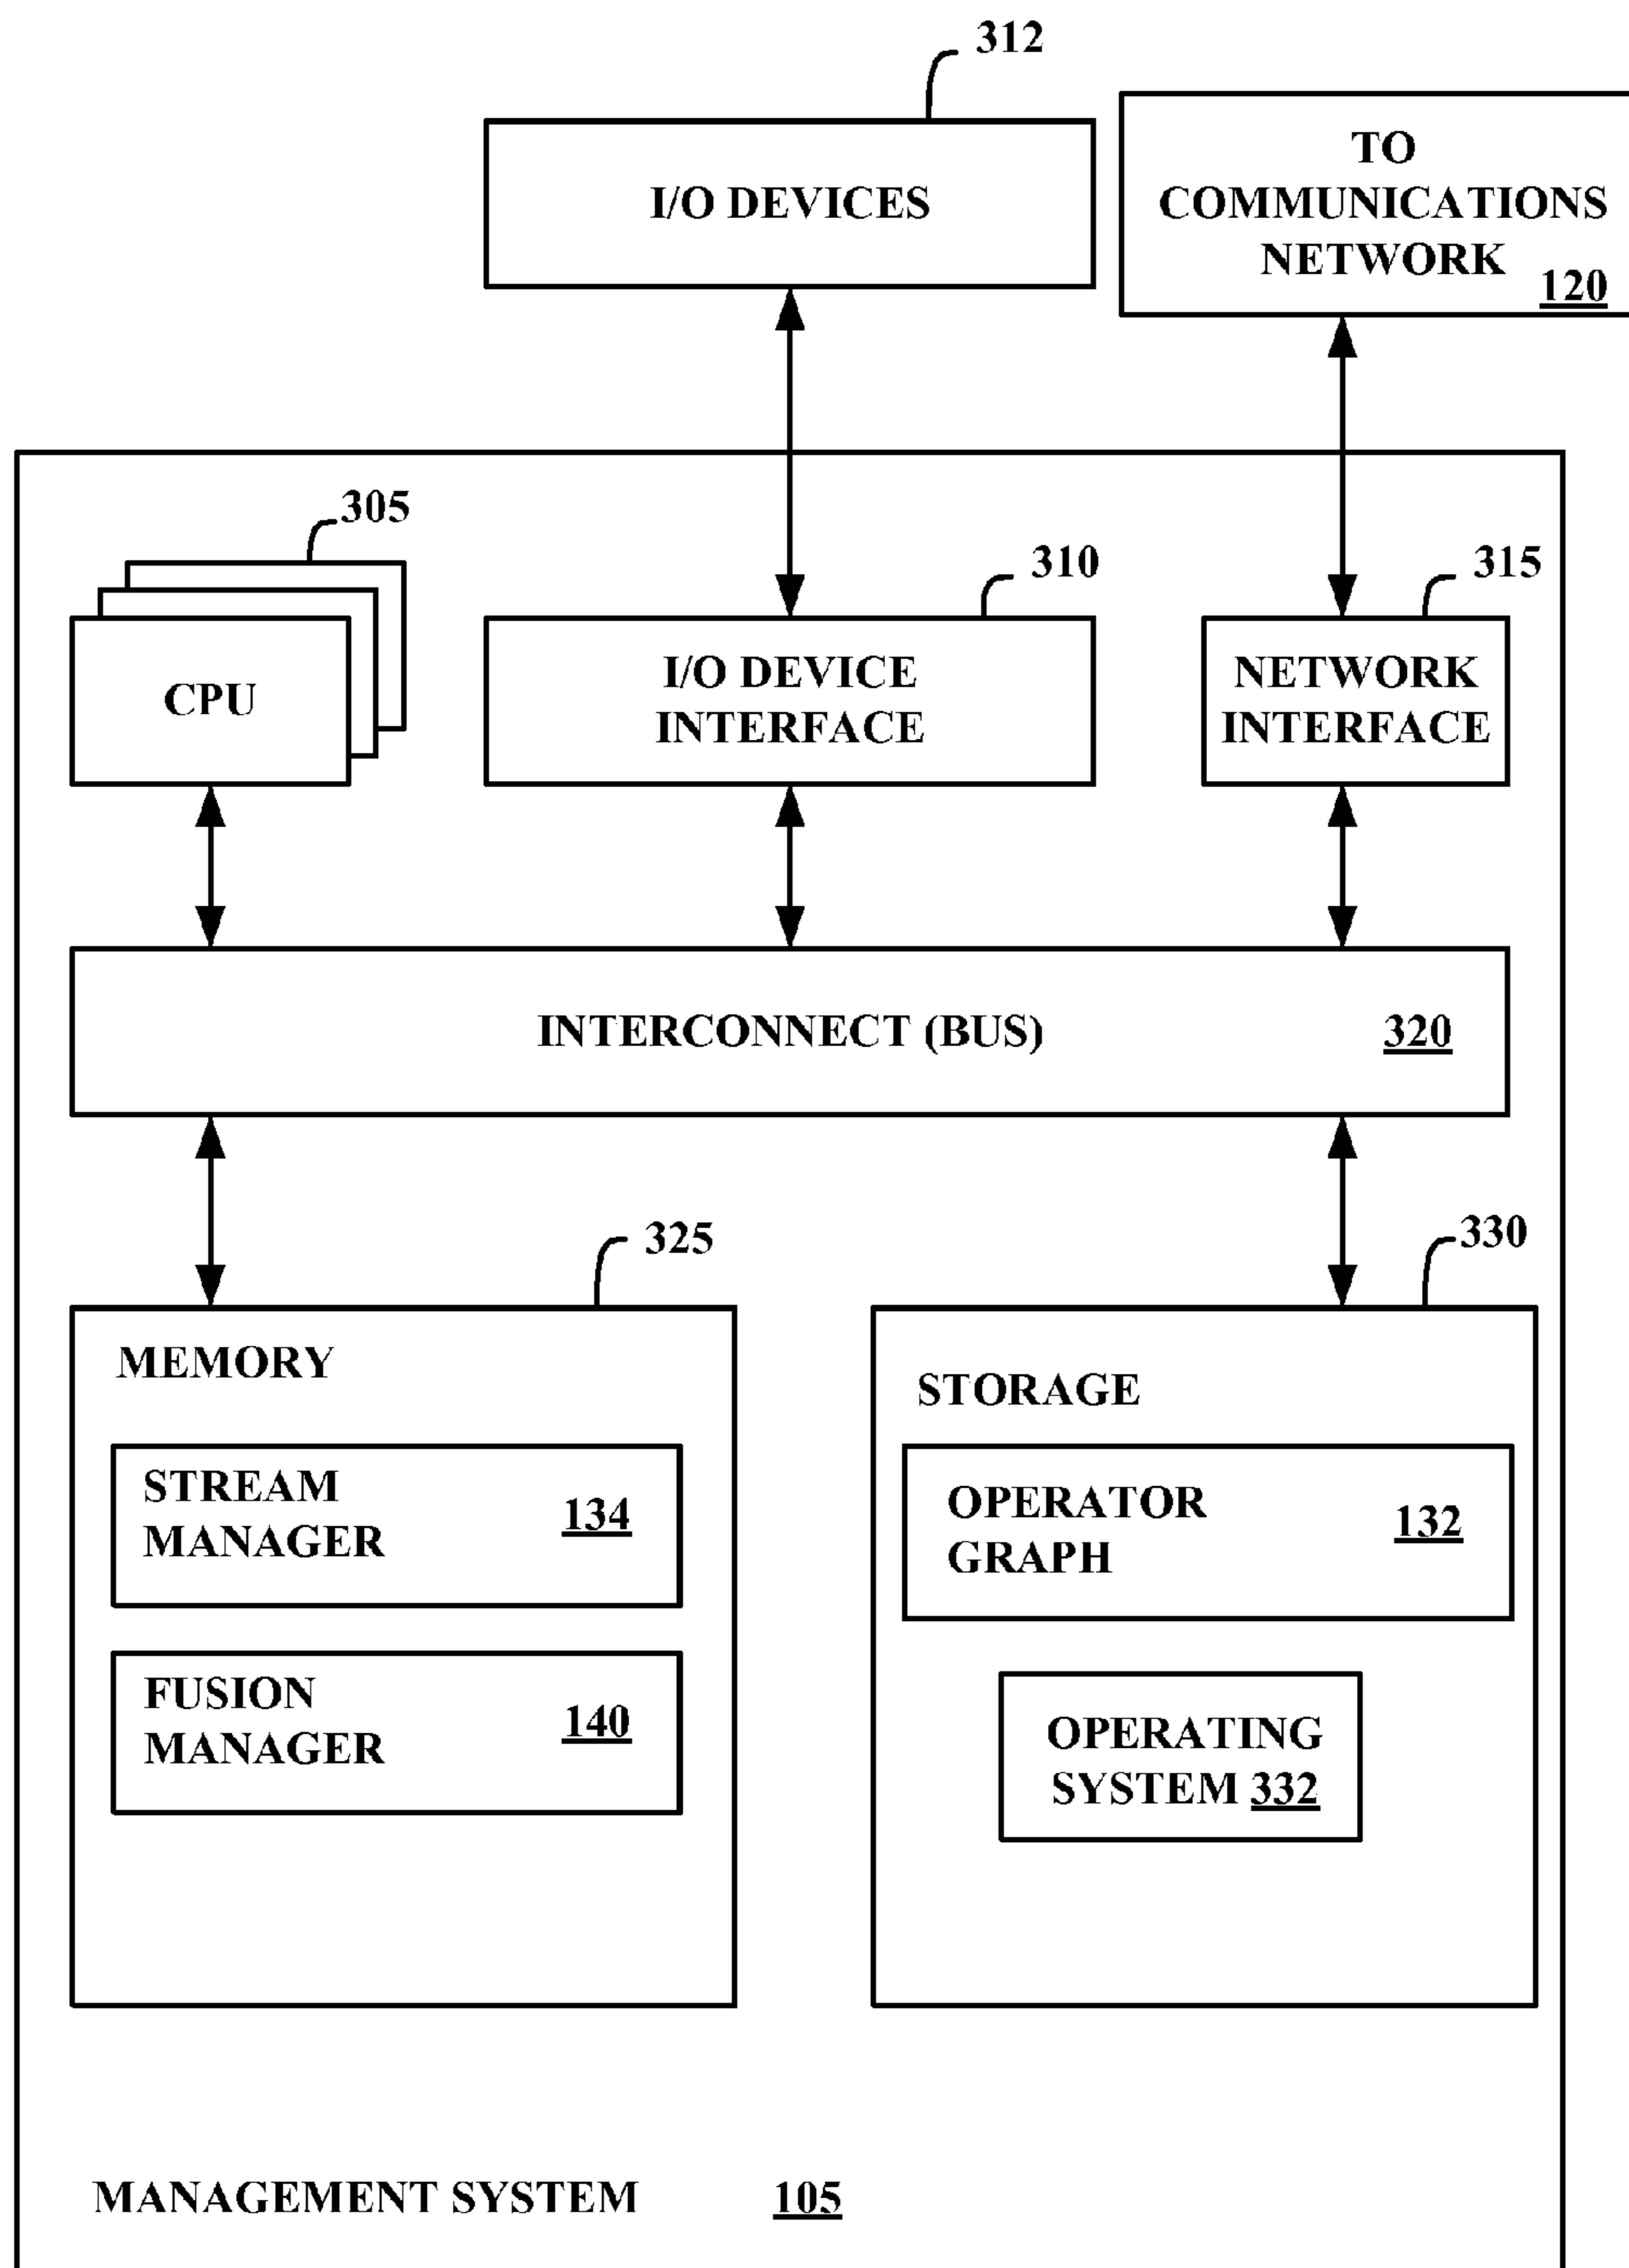 312
I/O DEVICES
TO
COMMUNICATIONS
NETWORK
120
305
310
315
CPU
I/O DEVICE
INTERFACE
NETWORK
INTERFACE
INTERCONNECT (BUS) 320
325
330
MEMORY
STREAM
MANAGER
134
FUSION
MANAGER
140
STORAGE
OPERATOR
GRAPH
132
OPERATING
SYSTEM 332
MANAGEMENT SYSTEM 105